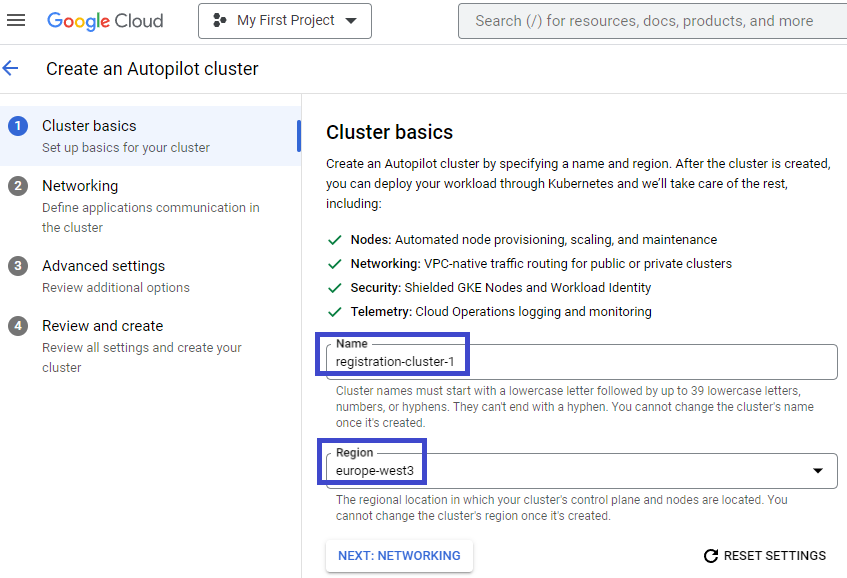 Google Cloud
My First Project
Search (/) for resources, docs, products, and more
Create an Autopilot cluster
1
Cluster basics
Set up basics for your cluster
2
Networking
Define applications communication in
the cluster
3
Advanced settings
Review additional options
4
Review and create
Review all settings and create your
cluster
Cluster basics
Create an Autopilot cluster by specifying a name and region. After the cluster is created,
you can deploy your workload through Kubernetes and we'll take care of the rest,
including:
Nodes: Automated node provisioning, scaling, and maintenance
Networking: VPC-native traffic routing for public or private clusters
Security: Shielded GKE Nodes and Workload Identity
Telemetry: Cloud Operations logging and monitoring
Name
registration-cluster-1
Cluster names must start with a lowercase letter followed by up to 39 lowercase letters,
numbers, or hyphens. They can't end with a hyphen. You cannot change the cluster's name
once it's created.
Region
europe-west3
The regional location in which your cluster's control plane and nodes are located. You
cannot change the cluster's region once it's created.
NEXT: NETWORKING
RESET SETTINGS